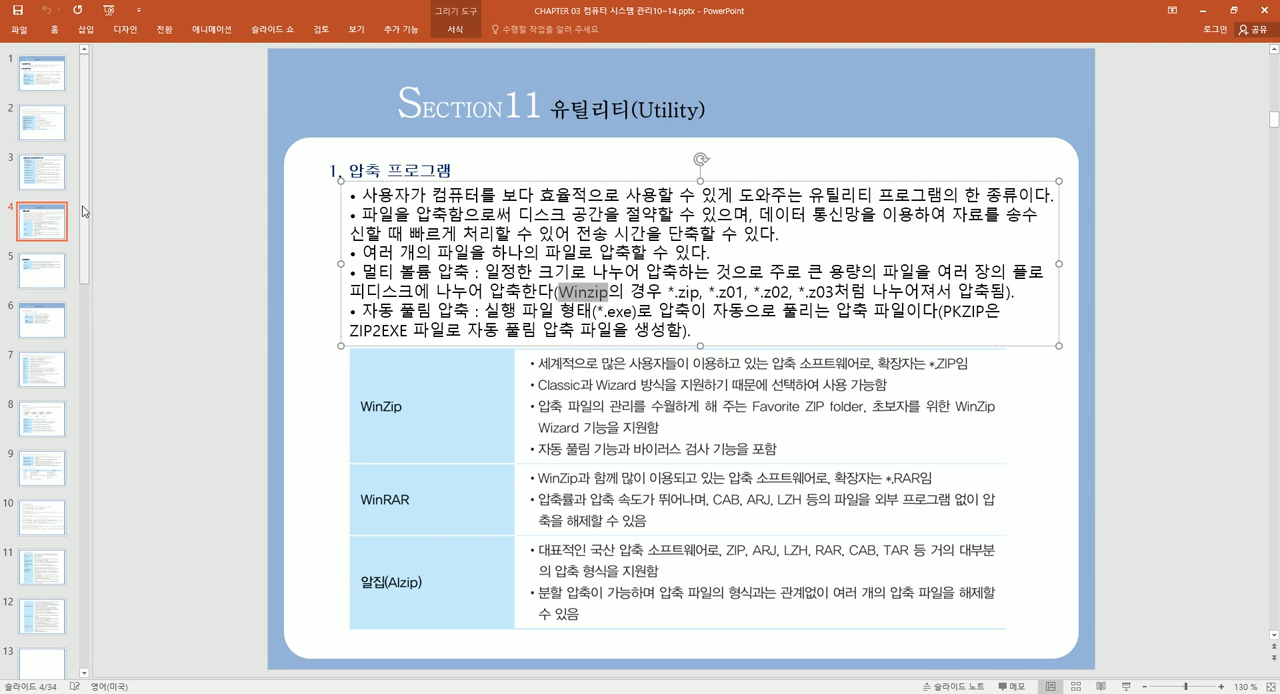 CHAPTER 03 컴퓨터 시스템 관리10~14.pptx - PowerPoint
그리기 도구
파일 홈 삽입 디자인 전환 애니메이션 슬라이드 쇼 검토 보기 추가 기능 서식 수행할 작업을 알려 주세요. 로그인 공유
1
2
3
4
5
6
7
8
9
10
11
12
13
SECTION11 유틸리티(Utility)
1. 압축 프로그램
• 사용자가 컴퓨터를 보다 효율적으로 사용할 수 있게 도와주는 유틸리티 프로그램의 한 종류이다.
• 파일을 압축함으로써 디스크 공간을 절약할 수 있으며, 데이터 통신망을 이용하여 자료를 송수
신할 때 빠르게 처리할 수 있어 전송 시간을 단축할 수 있다.
• 여러 개의 파일을 하나의 파일로 압축할 수 있다.
• 멀티 볼륨 압축 : 일정한 크기로 나누어 압축하는 것으로 주로 큰 용량의 파일을 여러 장의 플로
피디스크에 나누어 압축한다(Winzip의 경우 *.zip, *.z01, *.z02, *.z03처럼 나누어져서 압축됨).
• 자동 풀림 압축 : 실행 파일 형태(*.exe)로 압축이 자동으로 풀리는 압축 파일이다(PKZIP은
ZIP2EXE 파일로 자동 풀림 압축 파일을 생성함).
WinZip
• 세계적으로 많은 사용자들이 이용하고 있는 압축 소프트웨어로, 확장자는 *.ZIP임
• Classic과 Wizard 방식을 지원하기 때문에 선택하여 사용 가능함
• 압축 파일의 관리를 수월하게 해 주는 Favorite ZIP folder, 초보자를 위한 WinZip
Wizard 기능을 지원함
• 자동 풀림 기능과 바이러스 검사 기능을 포함
WinRAR
• WinZip과 함께 많이 이용되고 있는 압축 소프트웨어로, 확장자는 *.RAR임
• 압축률과 압축 속도가 뛰어나며, CAB, ARJ, LZH 등의 파일을 외부 프로그램 없이 압
축을 해제할 수 있음
알집(Alzip)
• 대표적인 국산 압축 소프트웨어로, ZIP, ARJ, LZH, RAR, CAB, TAR 등 거의 대부분
의 압축 형식을 지원함
• 분할 압축이 가능하며 압축 파일의 형식과는 관계없이 여러 개의 압축 파일을 해제할
수 있음
슬라이드 4/34 영어(미국) 슬라이드 노트 메모 130 %